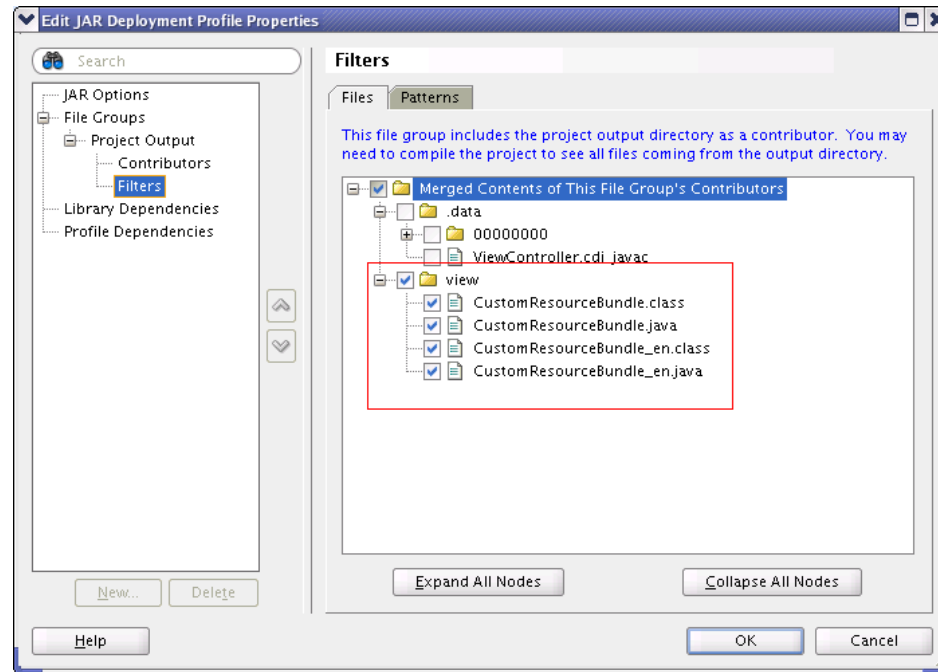 Edit JAR Deployment Profile Properties
Search
JAR Options
File Groups
Project Output
Contributors
Filters
Library Dependencies
Profile Dependencies
New...
Delete
Filters
Files
Patterns
This file group includes the project output directory as a contributor. You may
need to compile the project to see all files coming from the output directory.
Merged Contents of This File Group's Contributors
.data
00000000
ViewController.cdi_javac
view
CustomResourceBundle.class
CustomResourceBundle.java
CustomResourceBundle_en.class
CustomResourceBundle_en.java
Expand All Nodes
Collapse All Nodes
Help
OK
Cancel